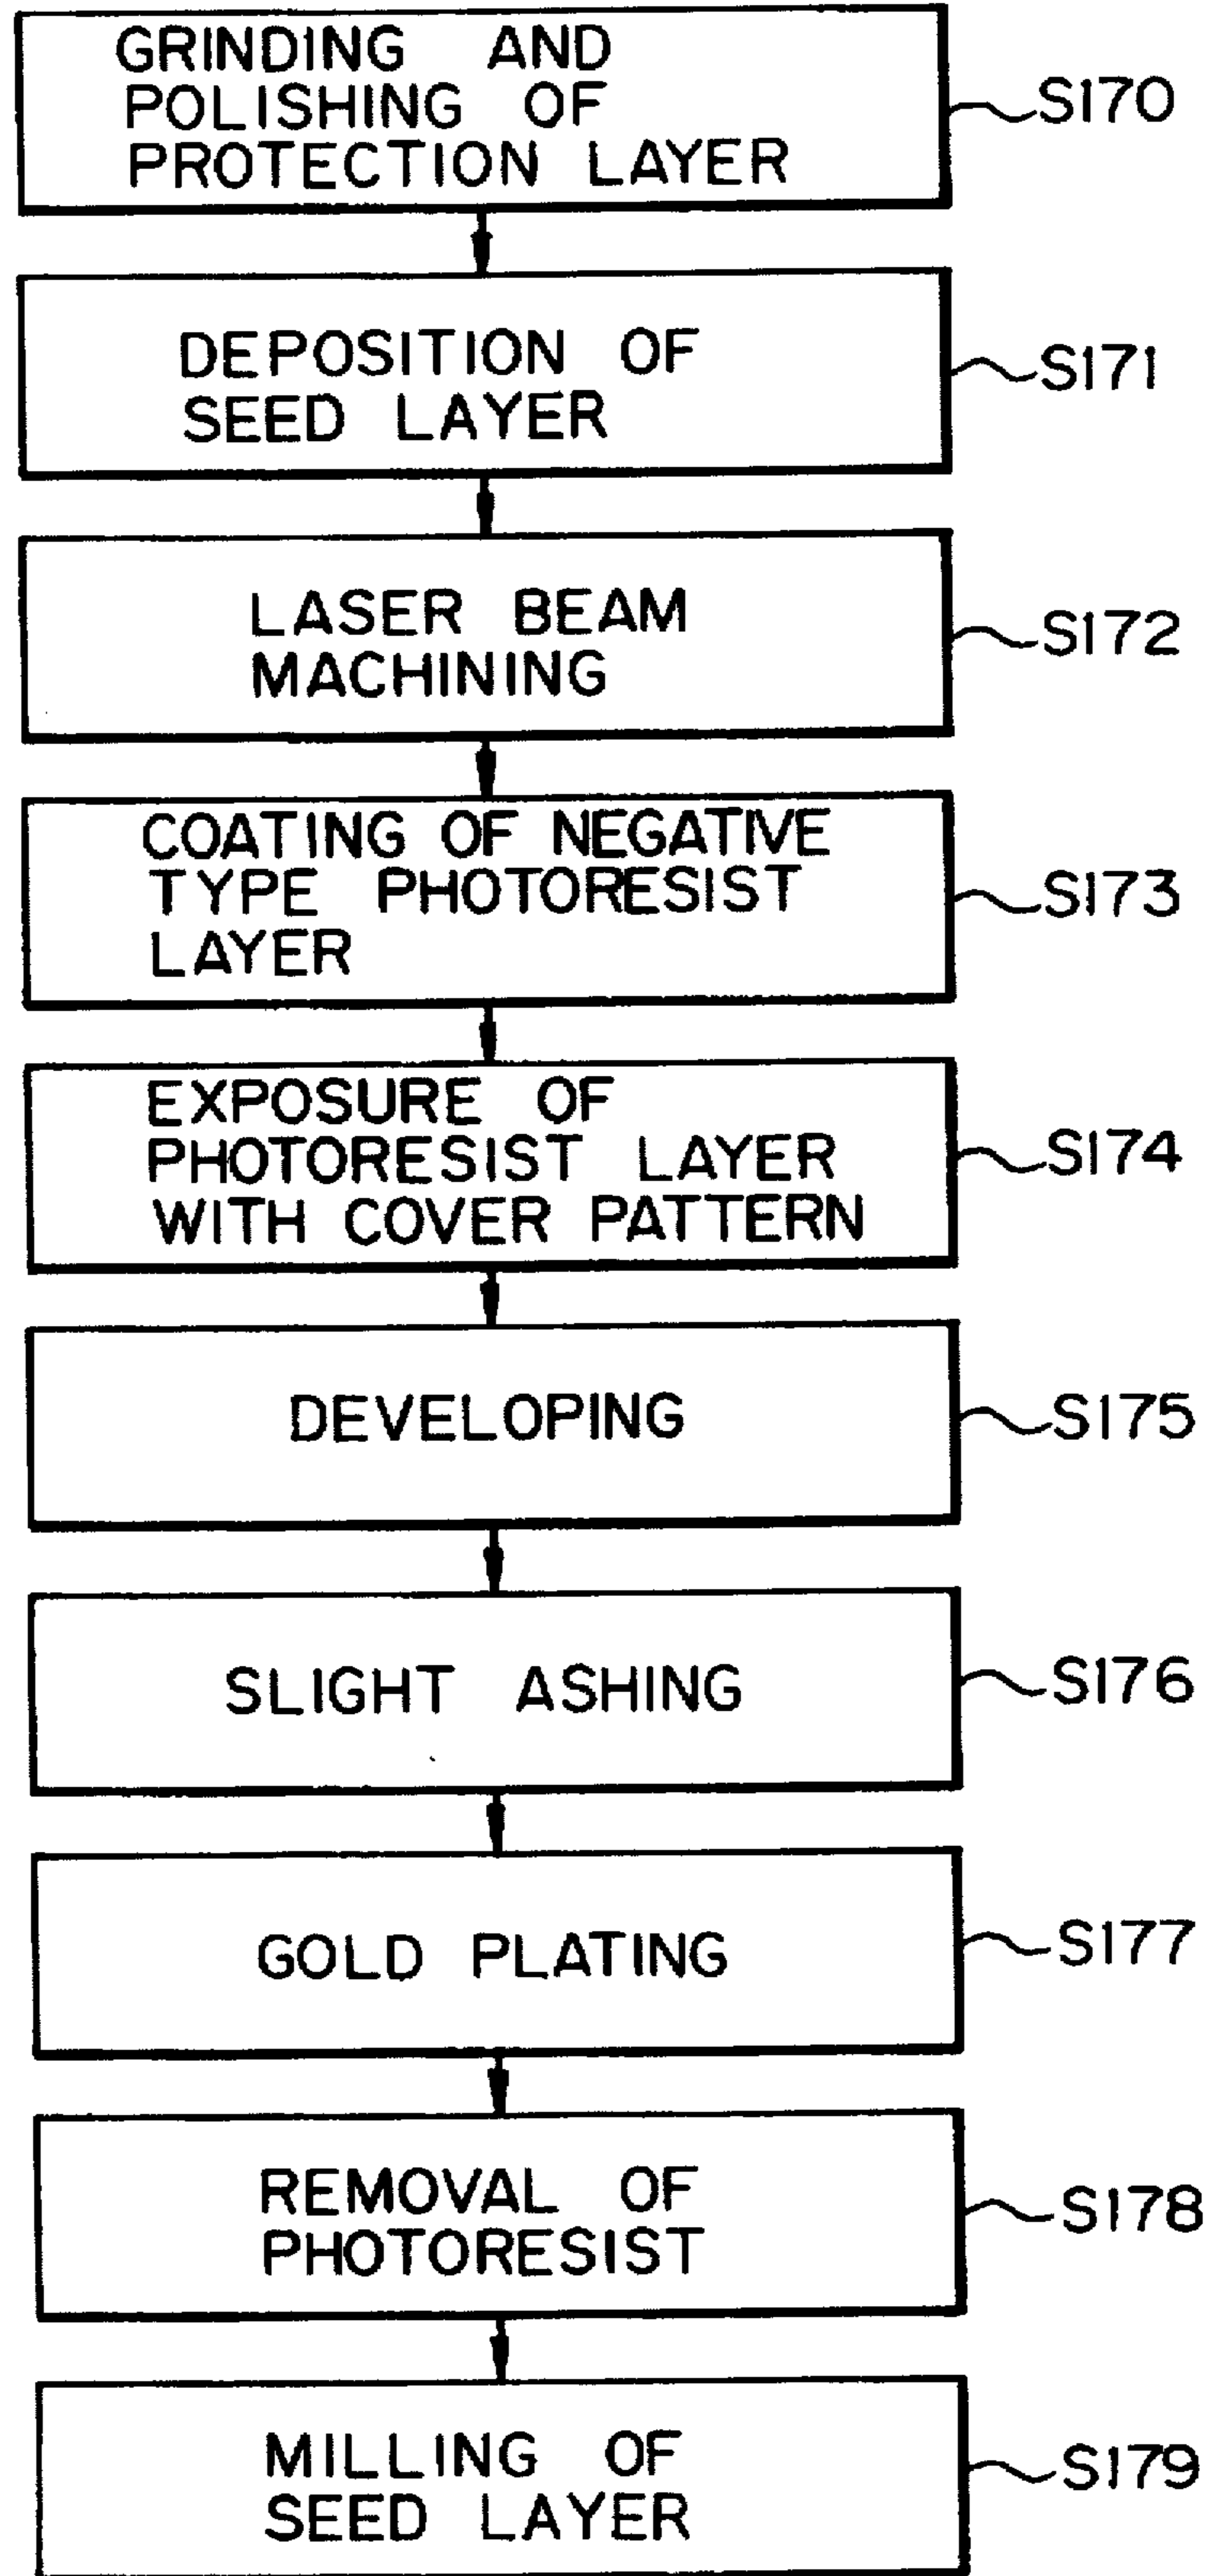 GRINDING AND
POLISHING OF
PROTECTION LAYER
S170
DEPOSITION OF
SEED LAYER
S171
LASER BEAM
MACHINING
S172
COATING OF NEGATIVE
TYPE PHOTORESIST
LAYER
S173
EXPOSURE OF
PHOTORESIST LAYER
WITH COVER PATTERN
S174
DEVELOPING
S175
SLIGHT ASHING
S176
GOLD PLATING
S177
REMOVAL OF
PHOTORESIST
S178
MILLING OF
SEED LAYER
S179